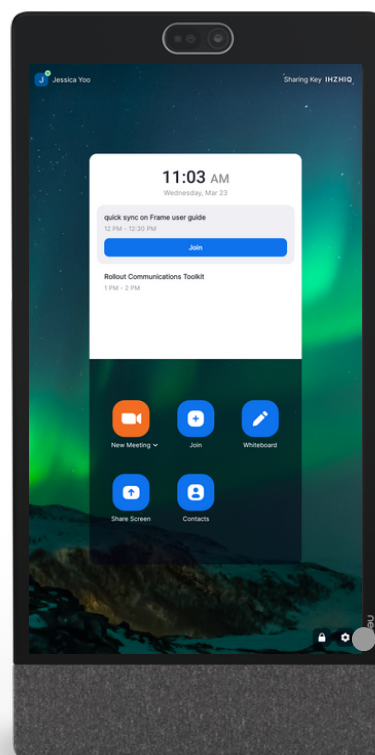 J Jessica Yoo
Sharing Key IHZHIQ
11:03 AM
Wednesday, Mar 23
quick sync on Frame user guide
12 PM - 12:30 PM
Join
Rollout Communications Toolkit
1 PM - 2 PM
New Meeting
Join
Whiteboard
Share Screen
Contacts